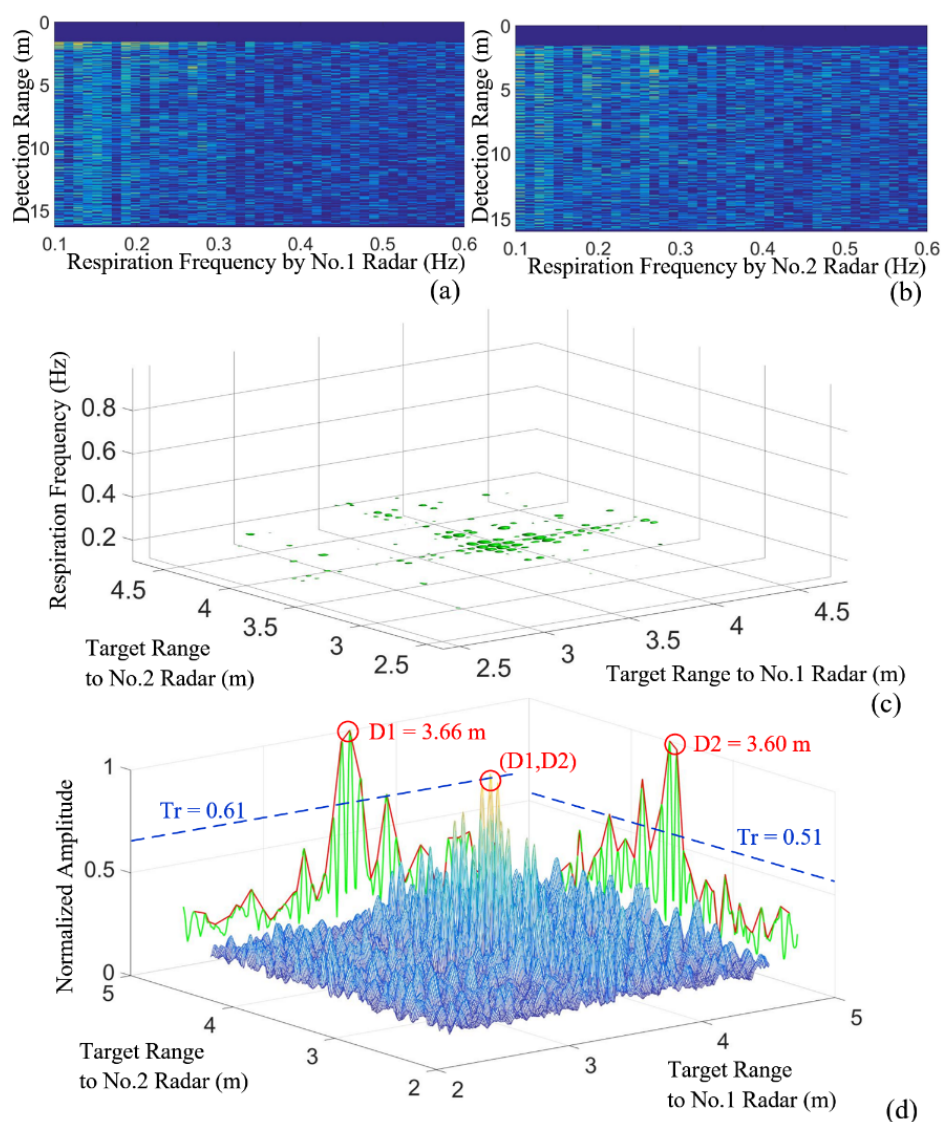 0
5
10
15
Detection Range (m)
0.1 0.2 0.3 0.4 0.5 0.6
Respiration Frequency by No.1 Radar (Hz)
(a)
0
5
10
15
Detection Range (m)
0.1 0.2 0.3 0.4 0.5 0.6
Respiration Frequency by No.2 Radar (Hz)
(b)
Respiration Frequency (Hz)
0.8
0.6
0.4
0.2
4.5 4 3.5 3 2.5
2.5 3 3.5 4 4.5
Target Range
to No.2 Radar (m)
Target Range to No.1 Radar (m)
(c)
D1 = 3.66 m
(D1,D2)
D2 = 3.60 m
Tr = 0.61
Tr = 0.51
Normalized Amplitude
1
0.5
0
5 4 3 2
2 3 4 5
Target Range
to No.2 Radar (m)
Target Range
to No.1 Radar (m)
(d)